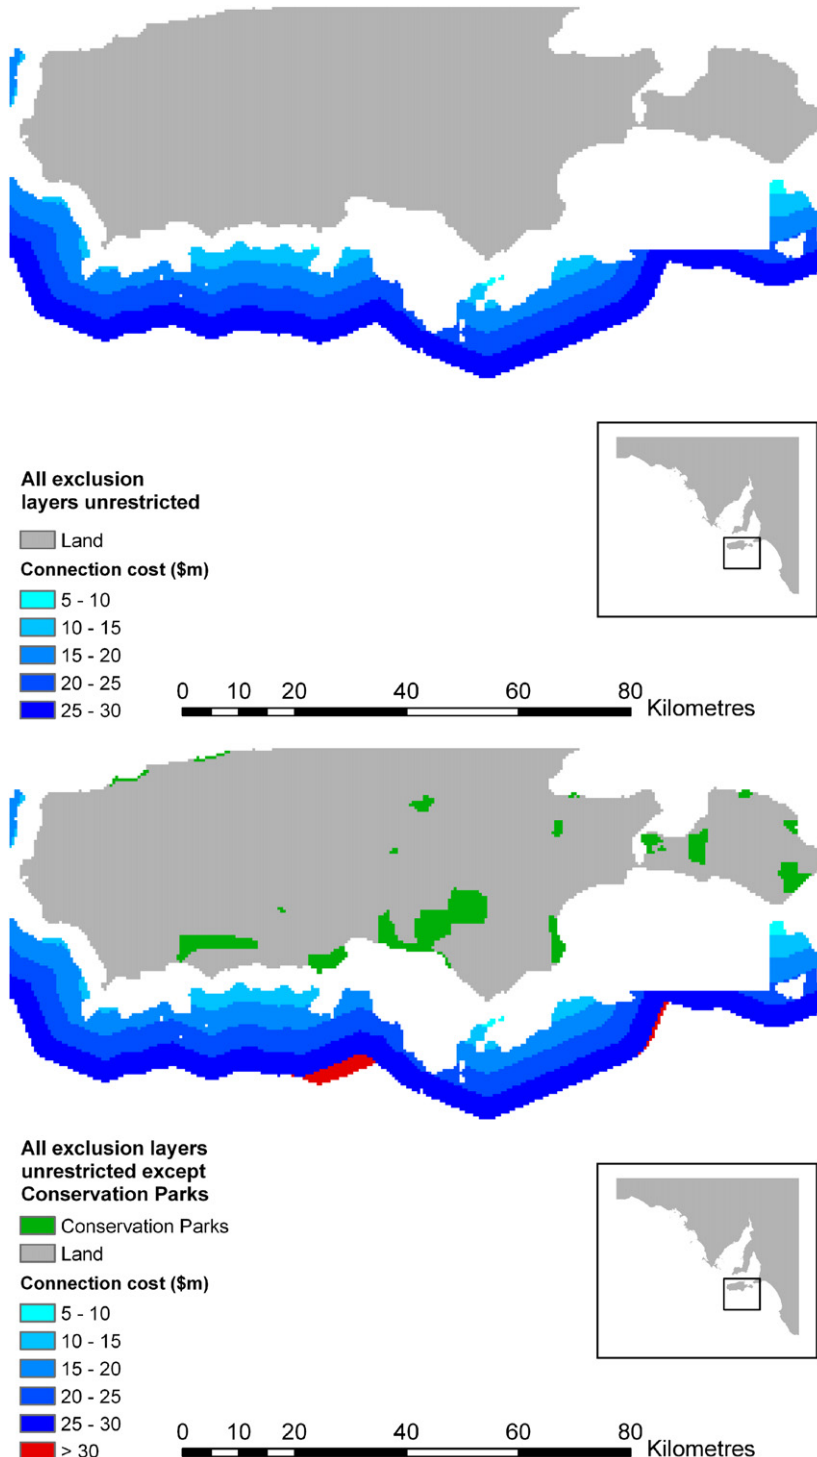 All exclusion
layers unrestricted
Land
Connection cost ($m)
5 - 10
10 - 15
15 - 20
20 - 25
25 - 30
0 10 20 40 60 80
Kilometres
All exclusion layers
unrestricted except
Conservation Parks
Conservation Parks
Land
Connection cost ($m)
5 - 10
10 - 15
15 - 20
20 - 25
25 - 30
> 30
0 10 20 40 60 80
Kilometres